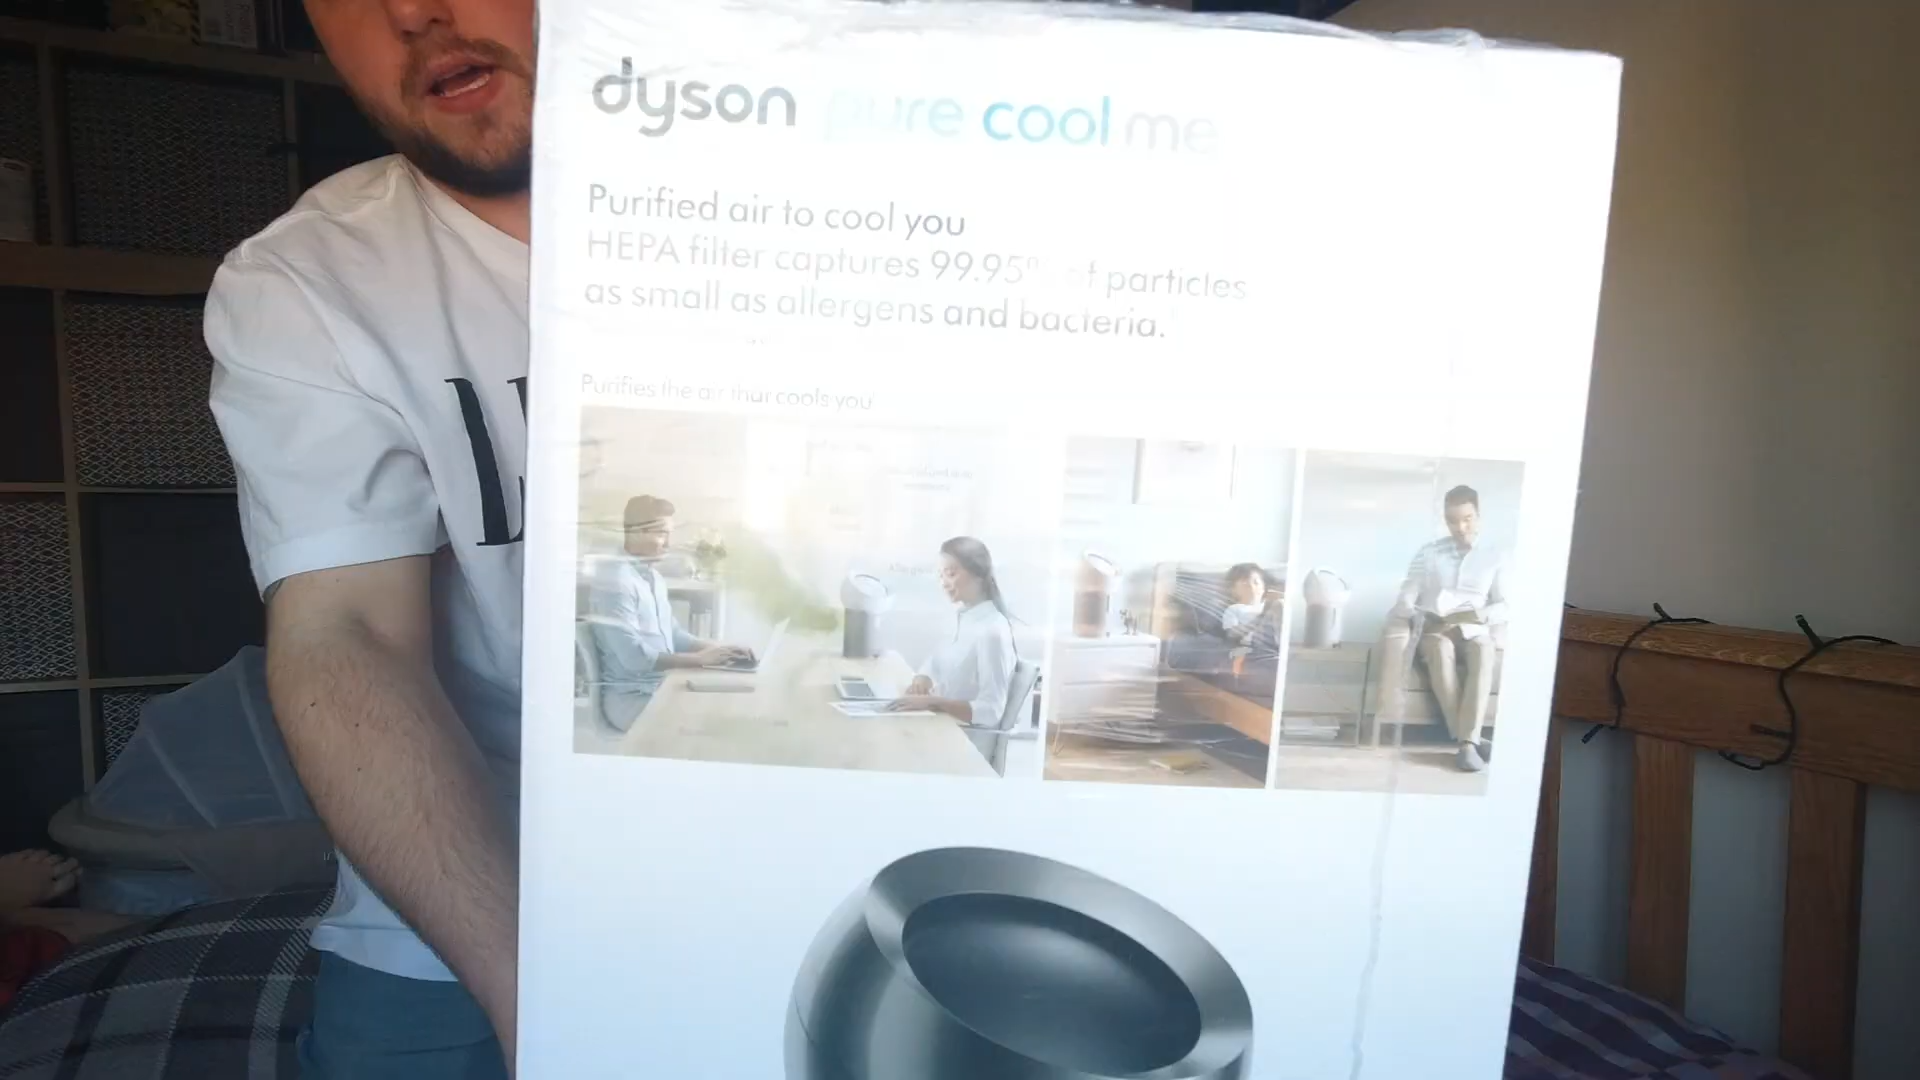 dyson pure cool me
Purified air to cool you
HEPA filter captures 99.95% of particles
as small as allergens and bacteria.
Purifies the air that cools you